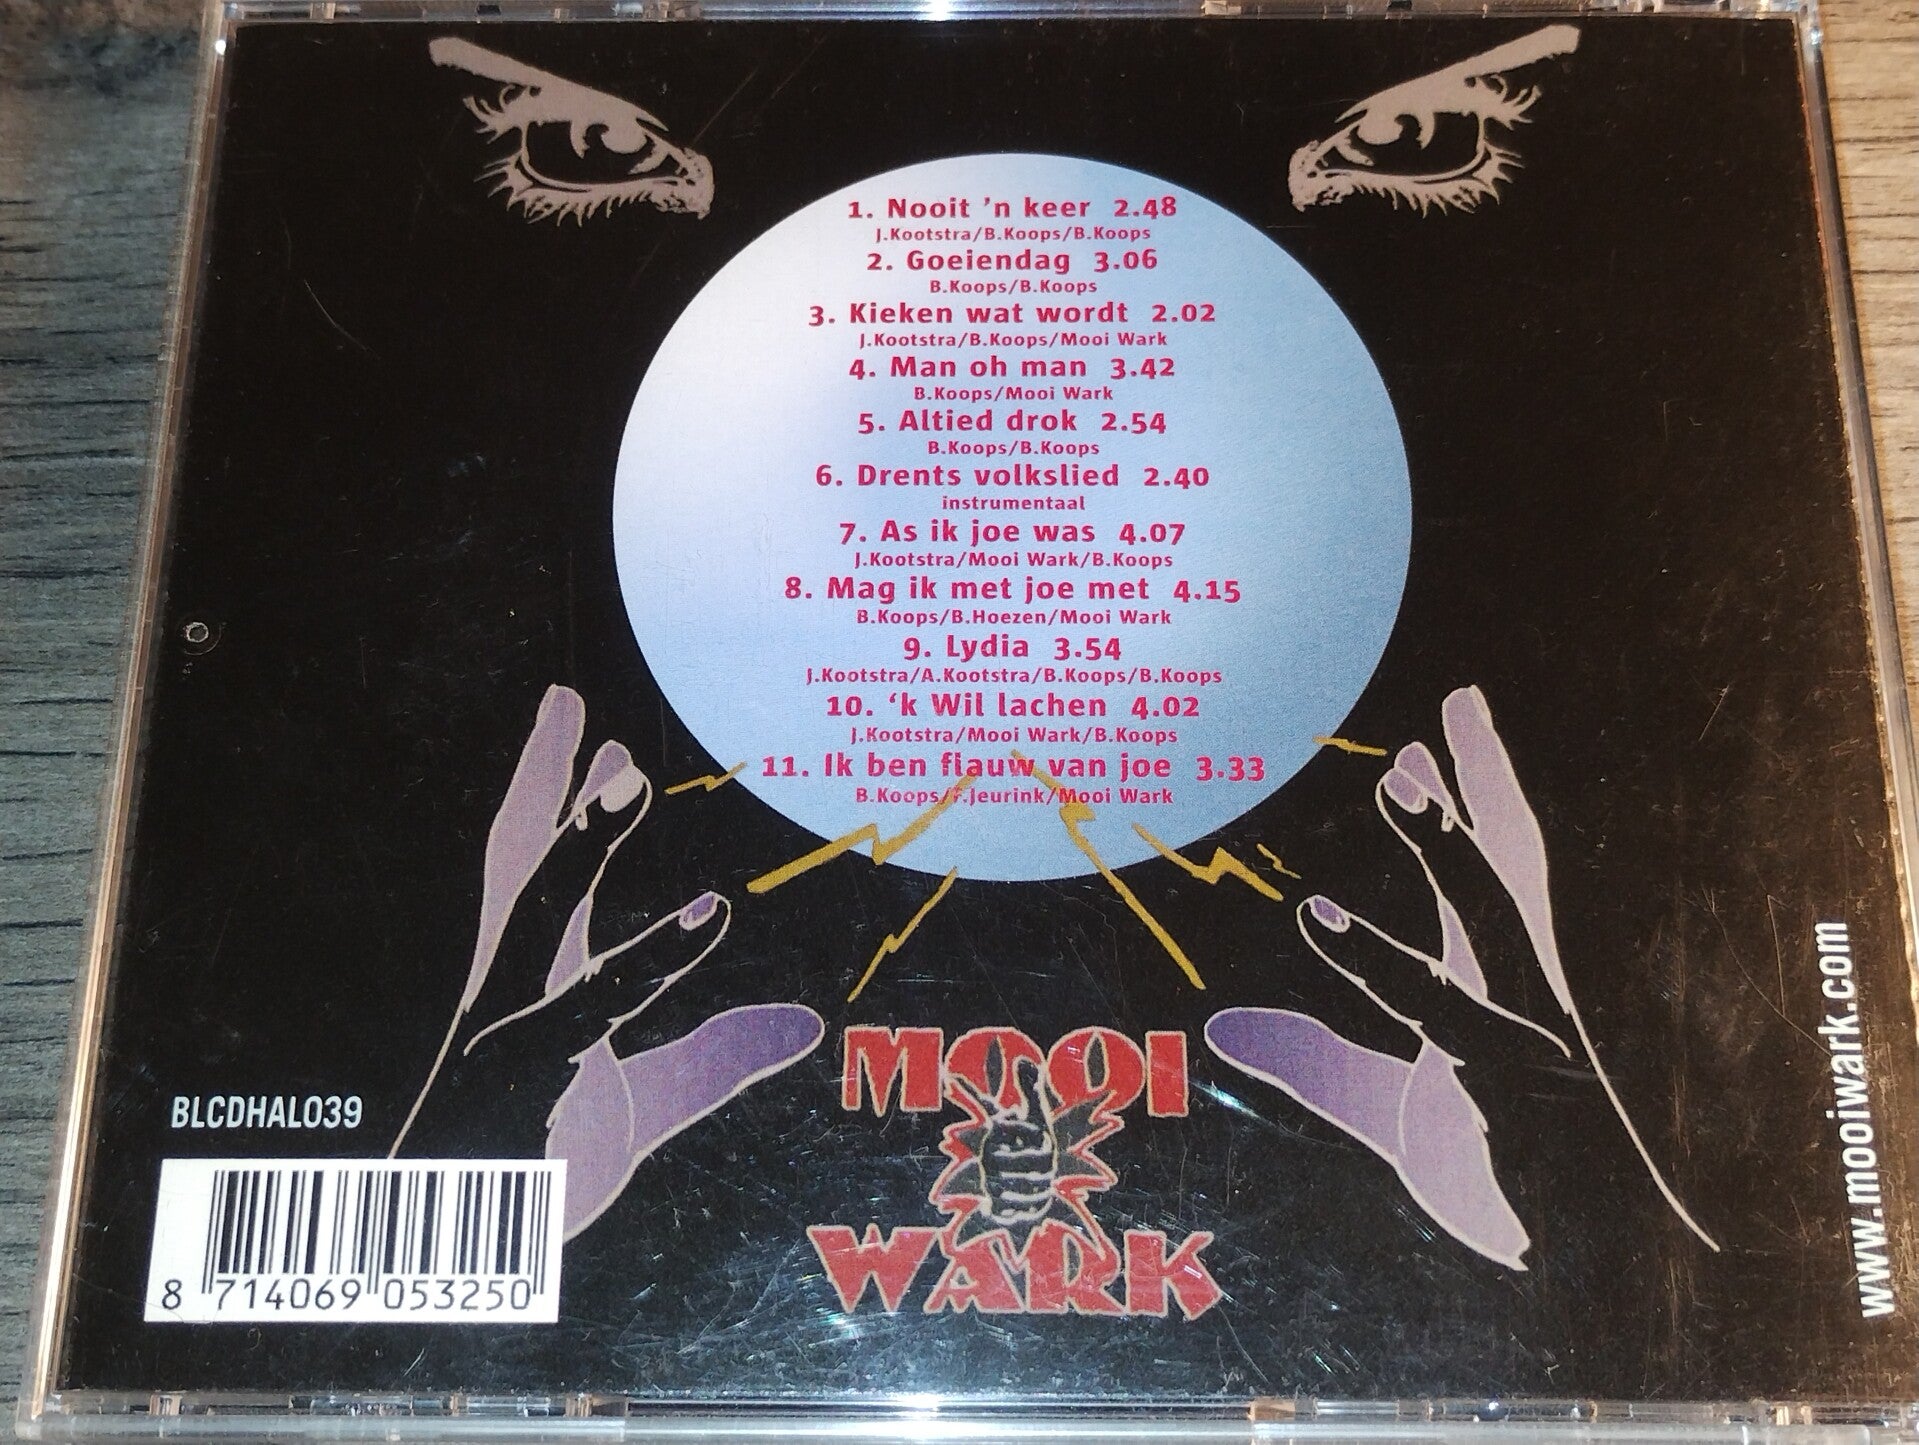 1. Nooit 'n keer 2.48
J.Kootstra/B.Koops/B.Koops
2. Goeiendag 3.06
B.Koops/B.Koops
3. Kieken wat wordt 2.02
J.Kootstra/B.Koops/Mooi Wark
4. Man oh man 3.42
B.Koops/Mooi Wark
5. Altied drok 2.54
B.Koops/B.Koops
6. Drents volkslied 2.40
instrumentaal
7. As ik joe was 4.07
J.Kootstra/Mooi Wark/B.Koops
8. Mag ik met joe met 4.15
B.Koops/B.Hoezen/Mooi Wark
9. Lydia 3.54
J.Kootstra/A.Kootstra/B.Koops/B.Koops
10. 'k Wil lachen 4.02
J.Kootstra/Mooi Wark/B.Koops
11. Ik ben flauw van joe 3.33
B.Koops/F.Jeurink/Mooi Wark
MOOI
WARK
BLCDHAL039
8 714069 053250
www.mooiwark.com